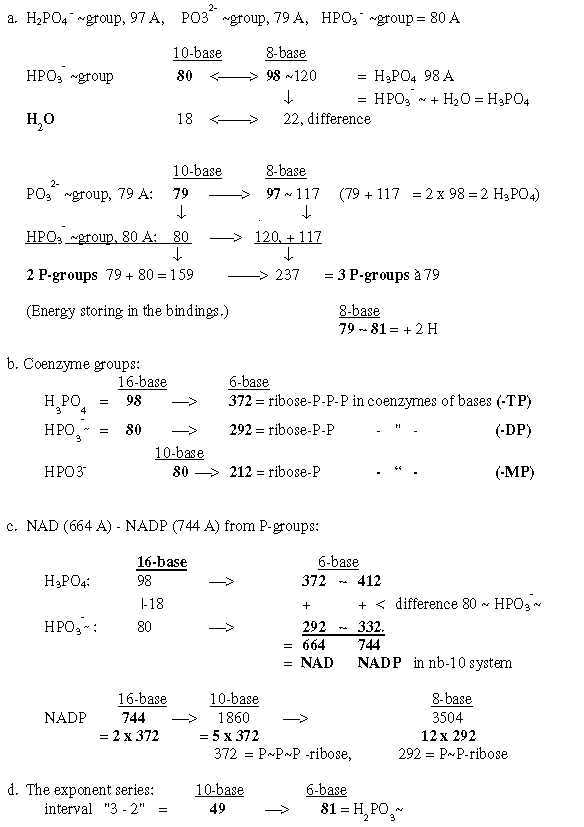 a. H₂PO₄⁻ ~group, 97 A, PO3²⁻ ~group, 79 A, HPO₃⁻ ~group = 80 A
10-base 8-base
HPO₃⁻ ~group 80 <——> 98 ~120 = H₃PO₄ 98 A
↓ = HPO₃⁻ ~ + H₂O = H₃PO₄
H₂O 18 <——> 22, difference
10-base 8-base
PO₃²⁻ ~group, 79 A: 79 ——> 97 ~ 117 (79 + 117 = 2 x 98 = 2 H₃PO₄)
↓ ↓
HPO₃⁻ ~group, 80 A: 80 —> 120, + 117
↓ ↓
2 P-groups 79 + 80 = 159 ——> 237 = 3 P-groups à 79
(Energy storing in the bindings.) 8-base
79 – 81 = + 2 H
b. Coenzyme groups:
16-base 6-base
H₃PO₄ = 98 —> 372 = ribose-P-P-P in coenzymes of bases (-TP)
HPO₃⁻~ = 80 —> 292 = ribose-P-P - " - (-DP)
10-base
HPO3⁻ 80 —> 212 = ribose-P - “ - (-MP)
c. NAD (664 A) - NADP (744 A) from P-groups:
16-base 6-base
H₃PO₄: 98 —> 372 ~ 412
|-18 + + < difference 80 ~ HPO₃⁻~
HPO₃⁻~: 80 —> 292 ~ 332.
= 664 744
= NAD NADP in nb-10 system
16-base 10-base 8-base
NADP 744 —> 1860 —> 3504
= 2 x 372 = 5 x 372 12 x 292
372 = P~P~P -ribose, 292 = P~P-ribose
d. The exponent series: 10-base 6-base
interval "3 - 2" = 49 —> 81 = H₂PO₃~